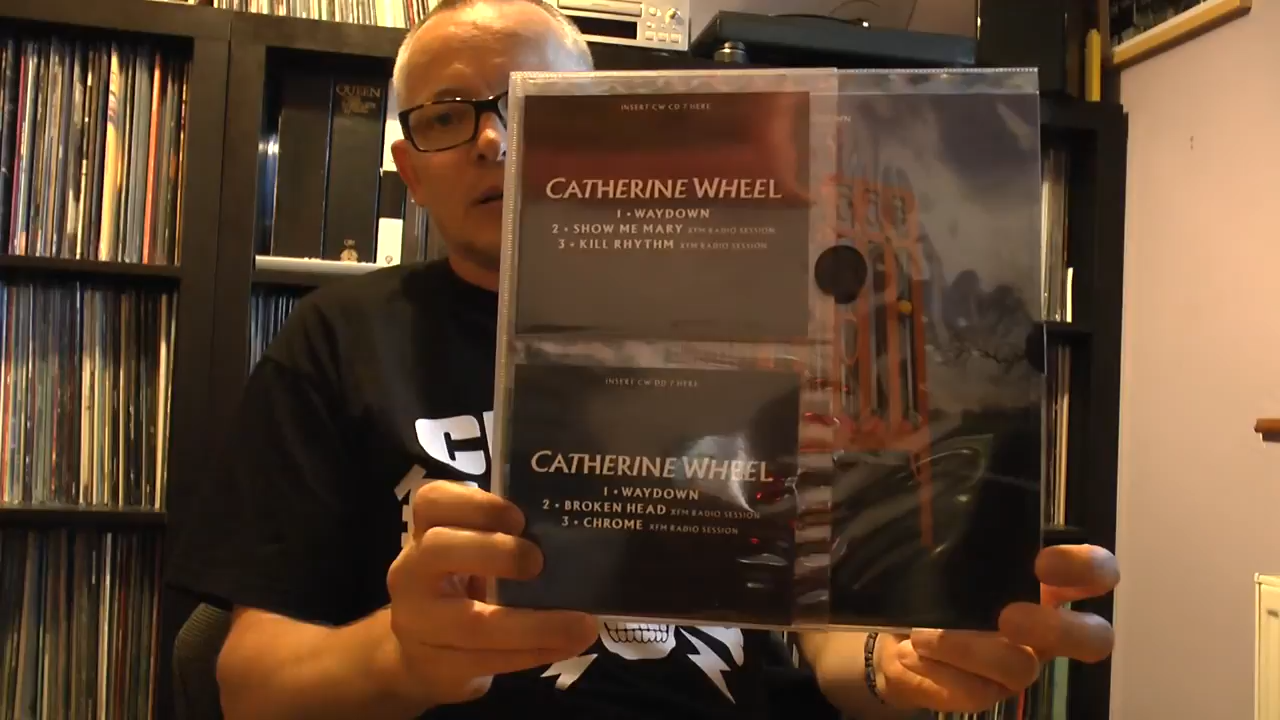 QUEEN
INSERT CW CD 1 HERE
CATHERINE WHEEL
1 • WAYDOWN
2 • SHOW ME MARY XFM RADIO SESSION
3 • KILL RHYTHM XFM RADIO SESSION
INSERT CW CD 2 HERE
CATHERINE WHEEL
1 • WAYDOWN
2 • BROKEN HEAD XFM RADIO SESSION
3 • CHROME XFM RADIO SESSION